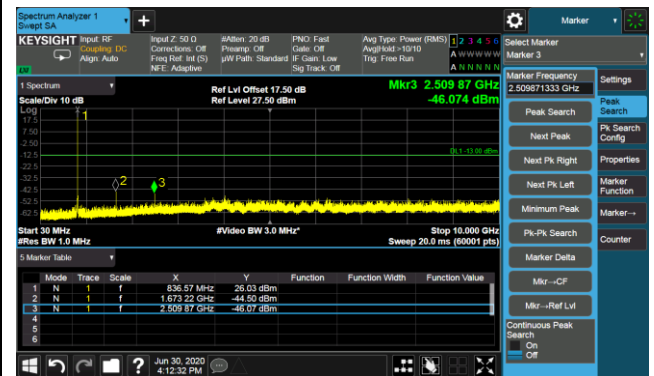 Spectrum Analyzer 1
Swept SA
Marker
KEYSIGHT
Input: RF
Coupling: DC
Align: Auto
Input Z: 50 Ω
Corrections: Off
Freq Ref: Int (S)
NFE: Adaptive
#Atten: 20 dB
Preamp: Off
µW Path: Standard
PNO: Fast
Gate: Off
IF Gain: Low
Sig Track: Off
Avg Type: Power (RMS)
Avg|Hold:>10/10
Trig: Free Run
1 2 3 4 5 6
A W W W W W
A N N N N N
LXI
Select Marker
Marker 3
1 Spectrum
Scale/Div 10 dB
Ref Lvl Offset 17.50 dB
Ref Level 27.50 dBm
Mkr3 2.509 87 GHz
-46.074 dBm
Log
17.5
7.50
-2.50
-12.5
-22.5
-32.5
-42.5
-52.5
-62.5
1
2
3
DL1 -13.00 dBm
Start 30 MHz
#Res BW 1.0 MHz
#Video BW 3.0 MHz*
Stop 10.000 GHz
Sweep 20.0 ms (60001 pts)
5 Marker Table
Mode Trace Scale X Y Function Function Width Function Value
1 N 1 f 836.57 MHz 26.03 dBm
2 N 1 f 1.673 22 GHz -44.50 dBm
3 N 1 f 2.509 87 GHz -46.07 dBm
4
5
6
Marker Frequency
2.509871333 GHz
Peak Search
Next Peak
Next Pk Right
Next Pk Left
Minimum Peak
Pk-Pk Search
Marker Delta
Mkr→CF
Mkr→Ref Lvl
Continuous Peak
Search
On
Off
Settings
Peak
Search
Pk Search
Config
Properties
Marker
Function
Marker→
Counter
?
Jun 30, 2020
4:12:32 PM